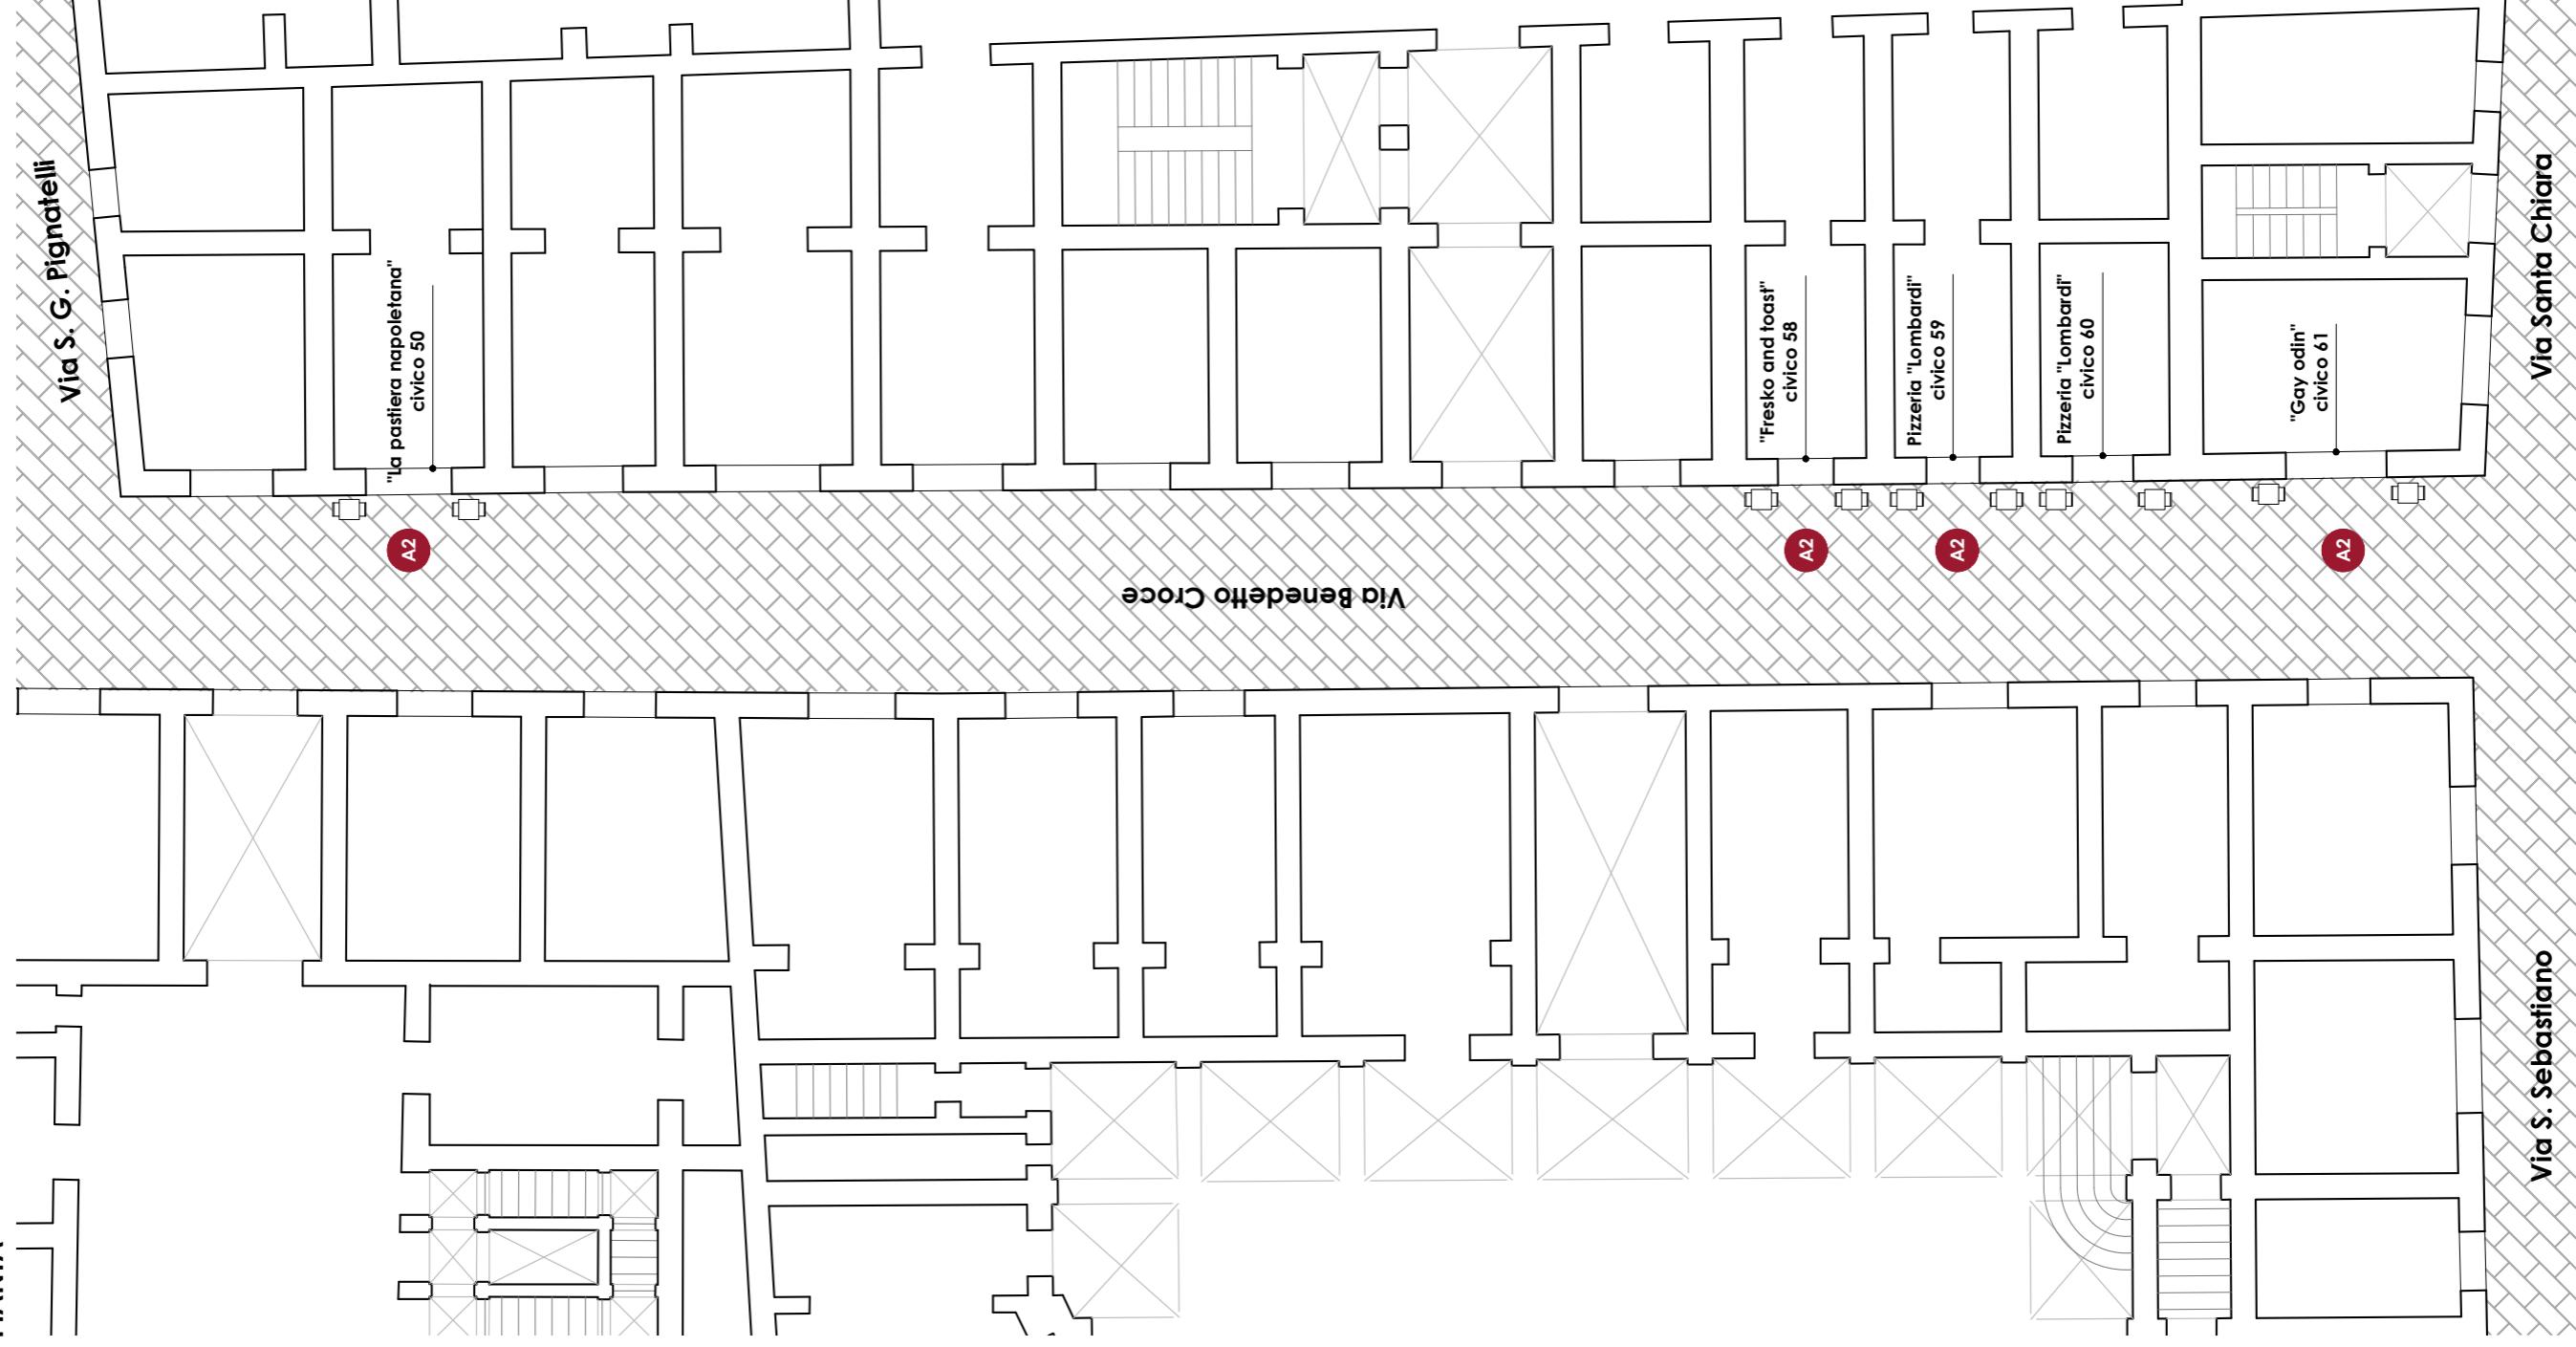 Via S. G. Pignatelli
"La pastiera napoletana"
civico 50
"Fresko and toast"
civico 58
Pizzeria "Lombardi"
civico 59
Pizzeria "Lombardi"
civico 60
"Gay odin"
civico 61
Via Santa Chiara
A2
A2
A2
A2
Via Benedetto Croce
Via S. Sebastiano